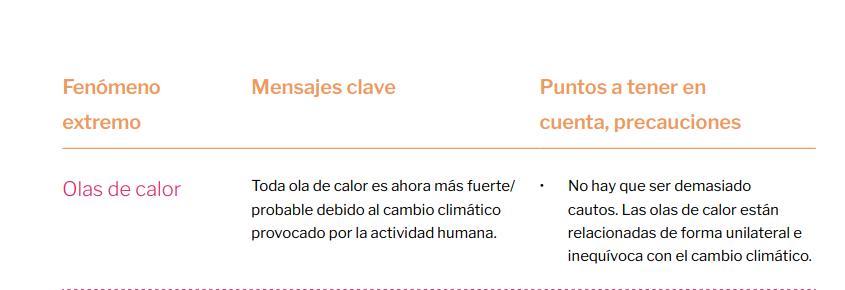 Fenómeno
extremo
Mensajes clave
Puntos a tener en
cuenta, precauciones
Olas de calor
Toda ola de calor es ahora más fuerte/
probable debido al cambio climático
provocado por la actividad humana.
• No hay que ser demasiado
cautos. Las olas de calor están
relacionadas de forma unilateral e
inequívoca con el cambio climático.